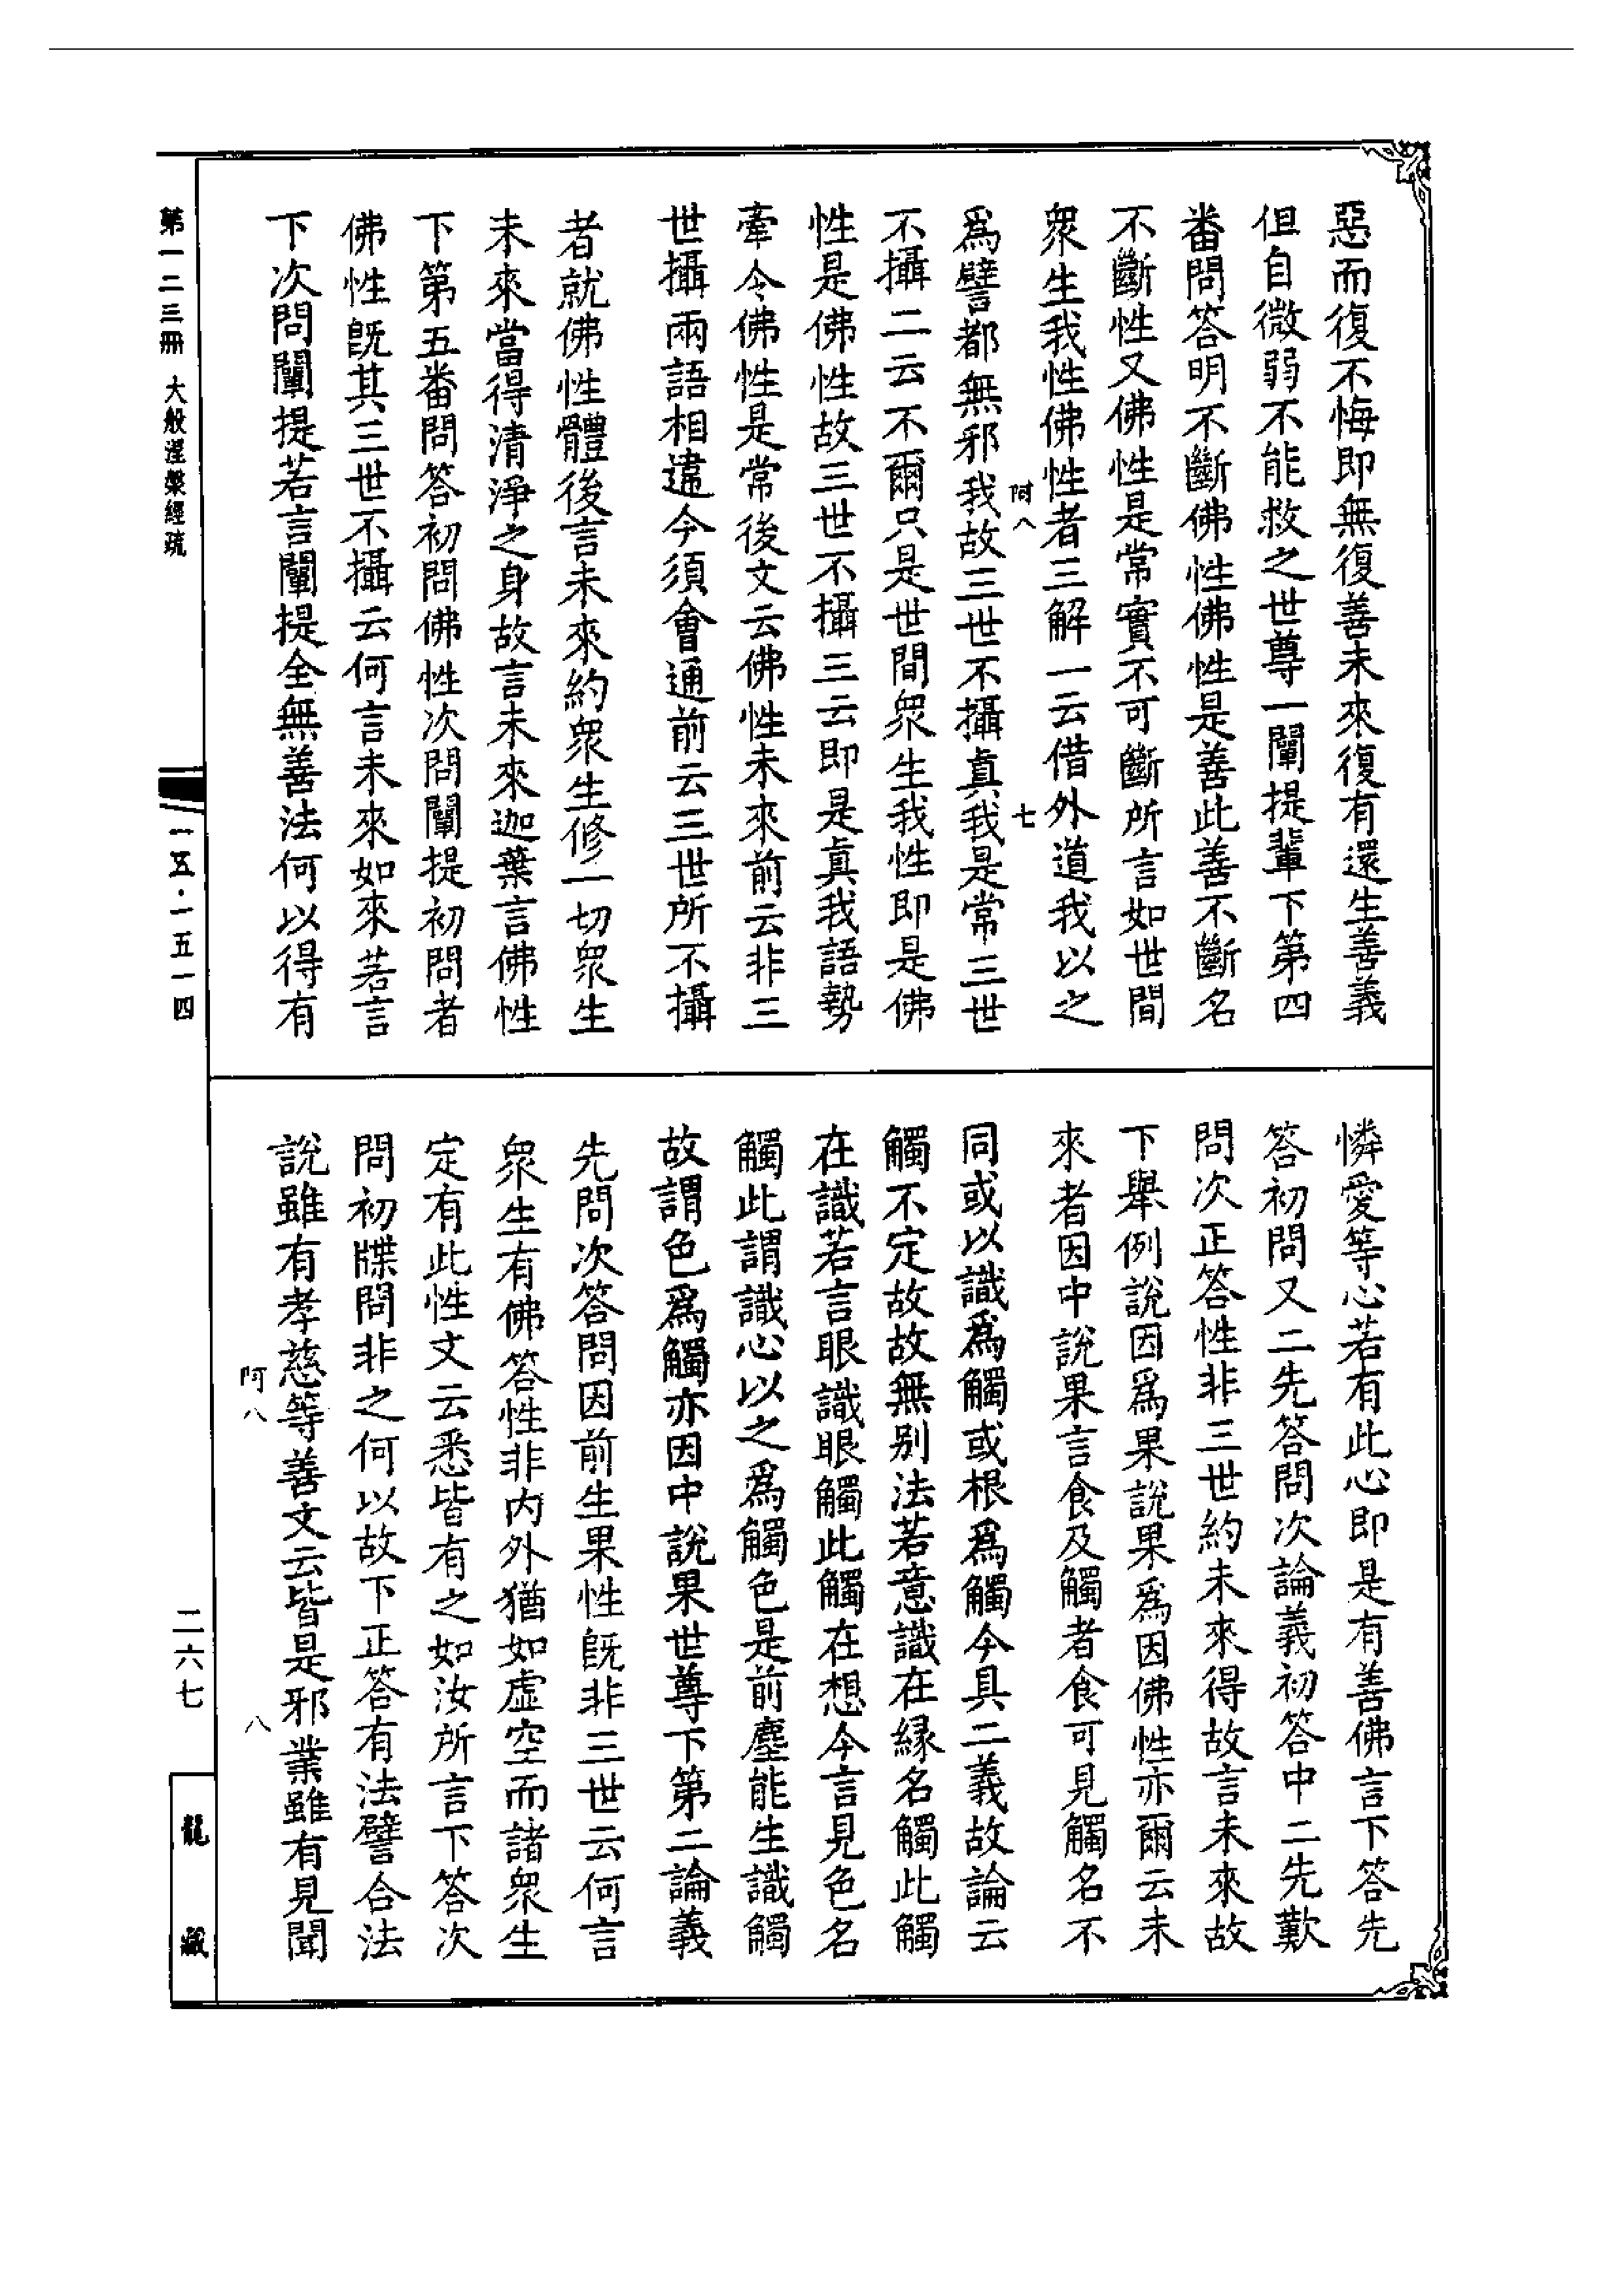 惡而復不悔即無復善未來復有還生善義
但自微弱不能救之世尊一闡提輩下第四
番問答明不斷佛性佛性是善此善不斷名
不斷性又佛性是常實不可斷所言如世間
眾生我性佛性者三解一云借外道我以之
阿八 七
為譬都無邪我故三世不攝真我是常三世
不攝二云不爾只是世間眾生我性即是佛
性是佛性故三世不攝三云即是真我語勢
牽令佛性是常後文云佛性未來前云非三
世攝兩語相違今須會通前云三世所不攝
者就佛性體後言未來約眾生修一切眾生
未來當得清淨之身故言未來迦葉言佛性
下第五番問答初問佛性次問闡提初問者
佛性既其三世不攝云何言未來如來若言
下次問闡提若言闡提全無善法何以得有
憐愛等心若有此心即是有善佛言下答先
答初問又二先答問次論義初答中二先歎
問次正答性非三世約未來得故言未來故
下舉例說因為果說果為因佛性亦爾云未
來者因中說果言食及觸者食可見觸名不
同或以識為觸或根為觸今具二義故論云
觸不定故故無別法若意識在緣名觸此觸
在識若言眼識眼觸此觸在想今言見色名
觸此謂識心以之為觸色是前塵能生識觸
故謂色為觸亦因中說果世尊下第二論義
先問次答問因前生果性既非三世云何言
眾生有佛答性非內外猶如虛空而諸眾生
定有此性文云悉皆有之如汝所言下答次
問初牒問非之何以故下正答有法譬合法
說雖有孝慈等善文云皆是邪業雖有見聞
阿八 八
第一二三冊 大般涅槃經疏
一五·一五一四
二六七
龍藏